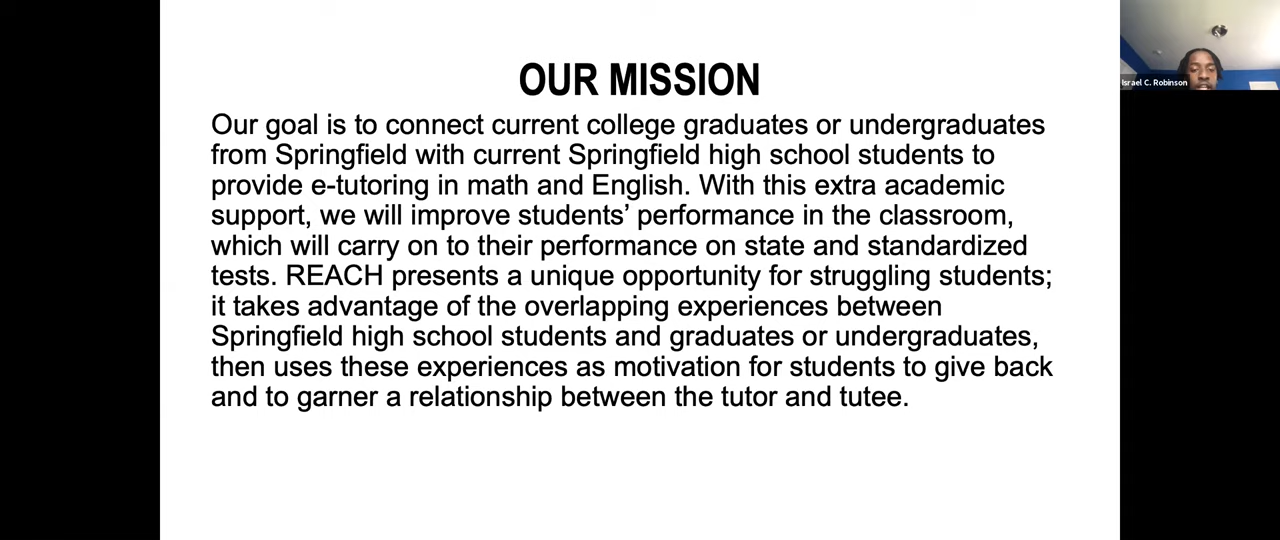 OUR MISSION
Our goal is to connect current college graduates or undergraduates
from Springfield with current Springfield high school students to
provide e-tutoring in math and English. With this extra academic
support, we will improve students’ performance in the classroom,
which will carry on to their performance on state and standardized
tests. REACH presents a unique opportunity for struggling students;
it takes advantage of the overlapping experiences between
Springfield high school students and graduates or undergraduates,
then uses these experiences as motivation for students to give back
and to garner a relationship between the tutor and tutee.
Israel C. Robinson